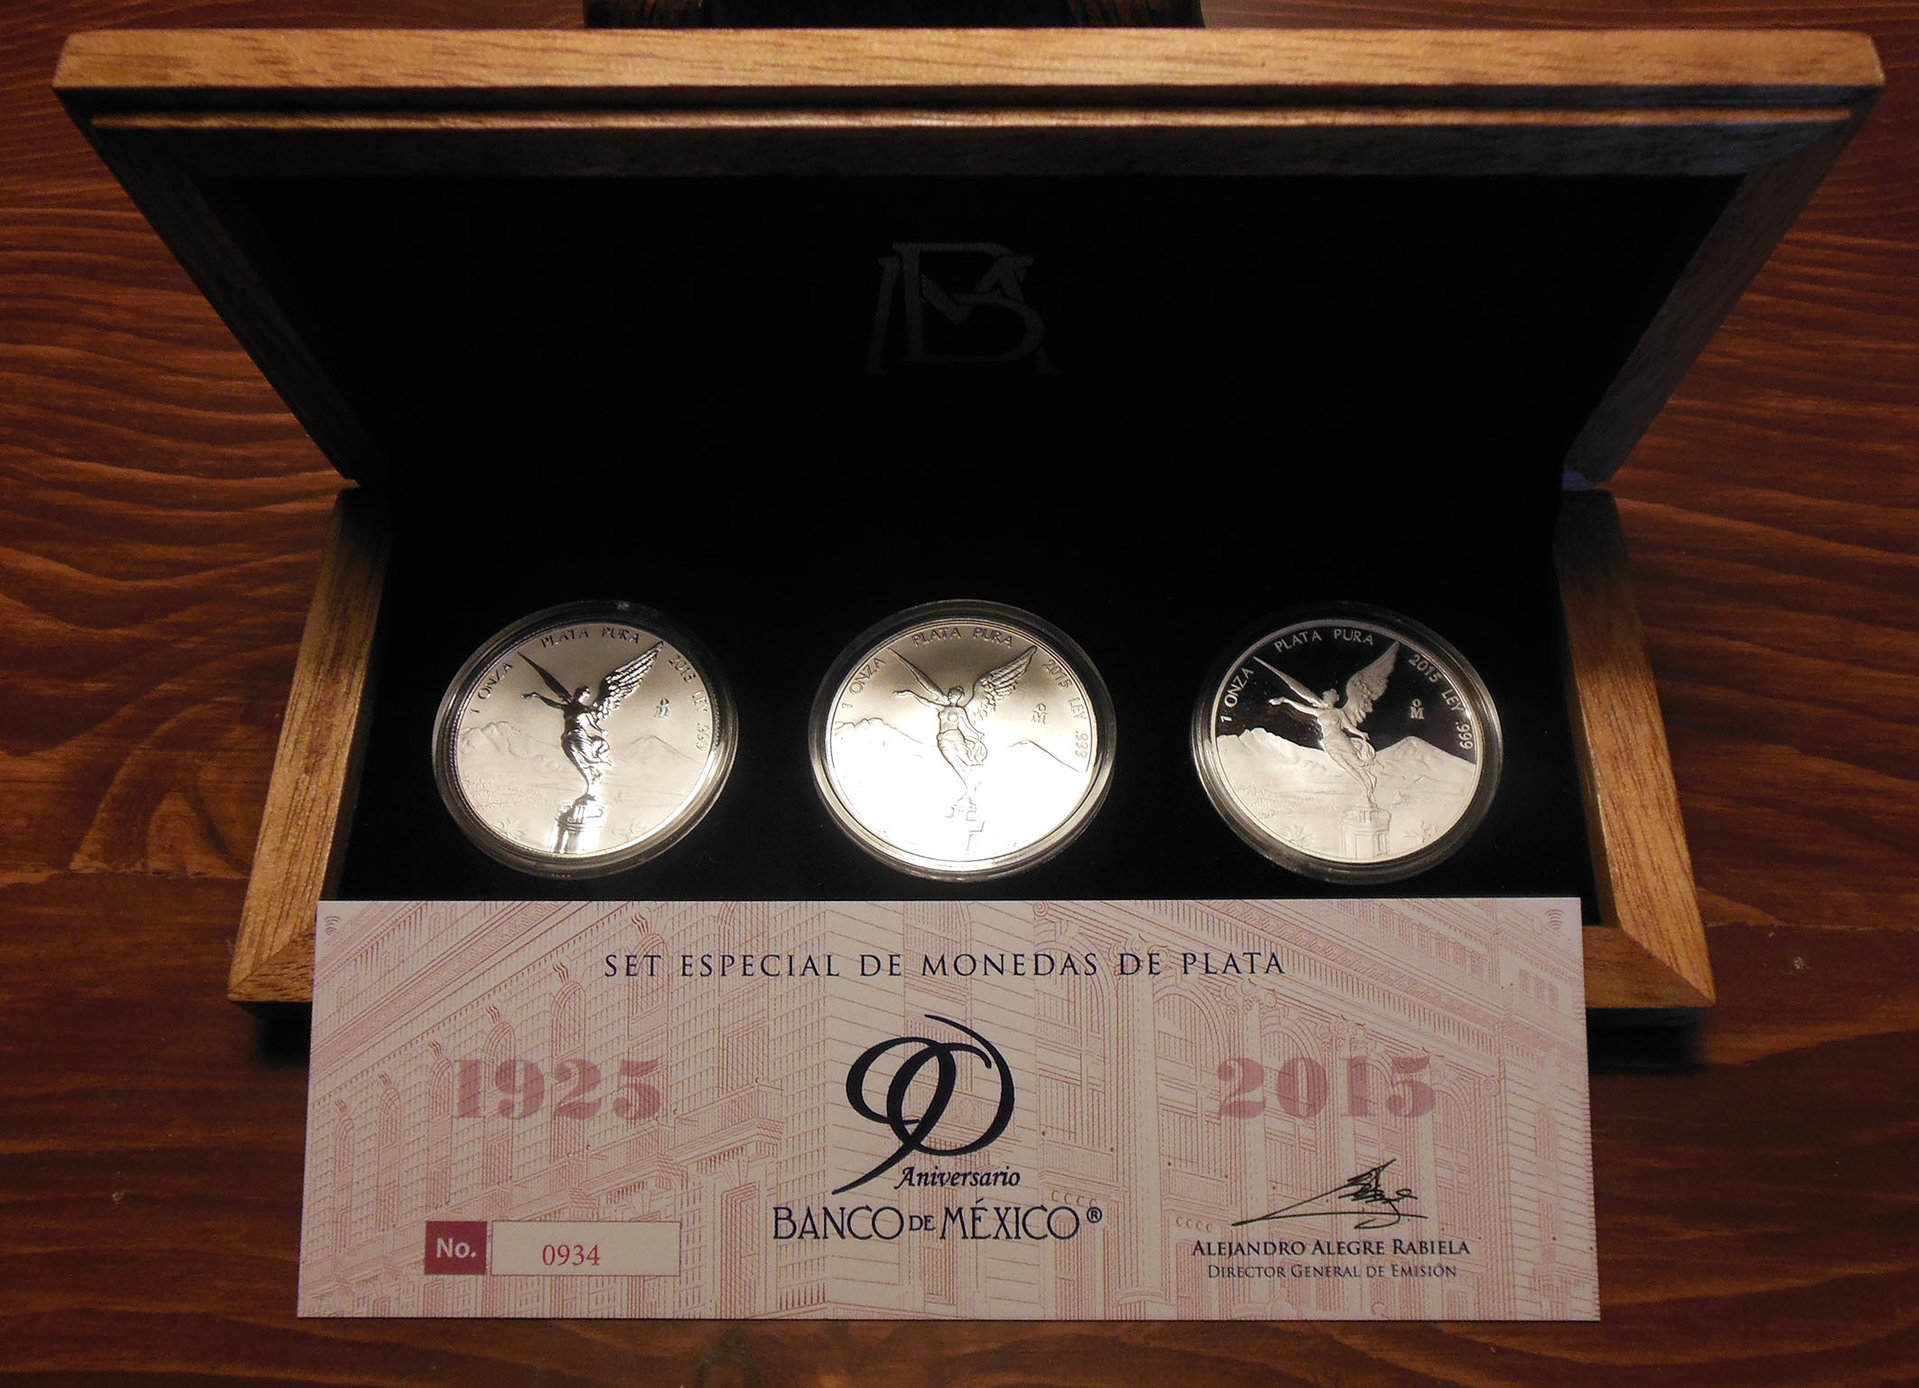 1 ONZA PLATA PURA 2015 LEY .999
M
1 ONZA PLATA PURA 2015 LEY .999
M
1 ONZA PLATA PURA 2015 LEY .999
M
SET ESPECIAL DE MONEDAS DE PLATA
1925
90
2015
Aniversario
BANCO DE MÉXICO®
No. 0934
ALEJANDRO ALEGRE RABIELA
DIRECTOR GENERAL DE EMISIÓN